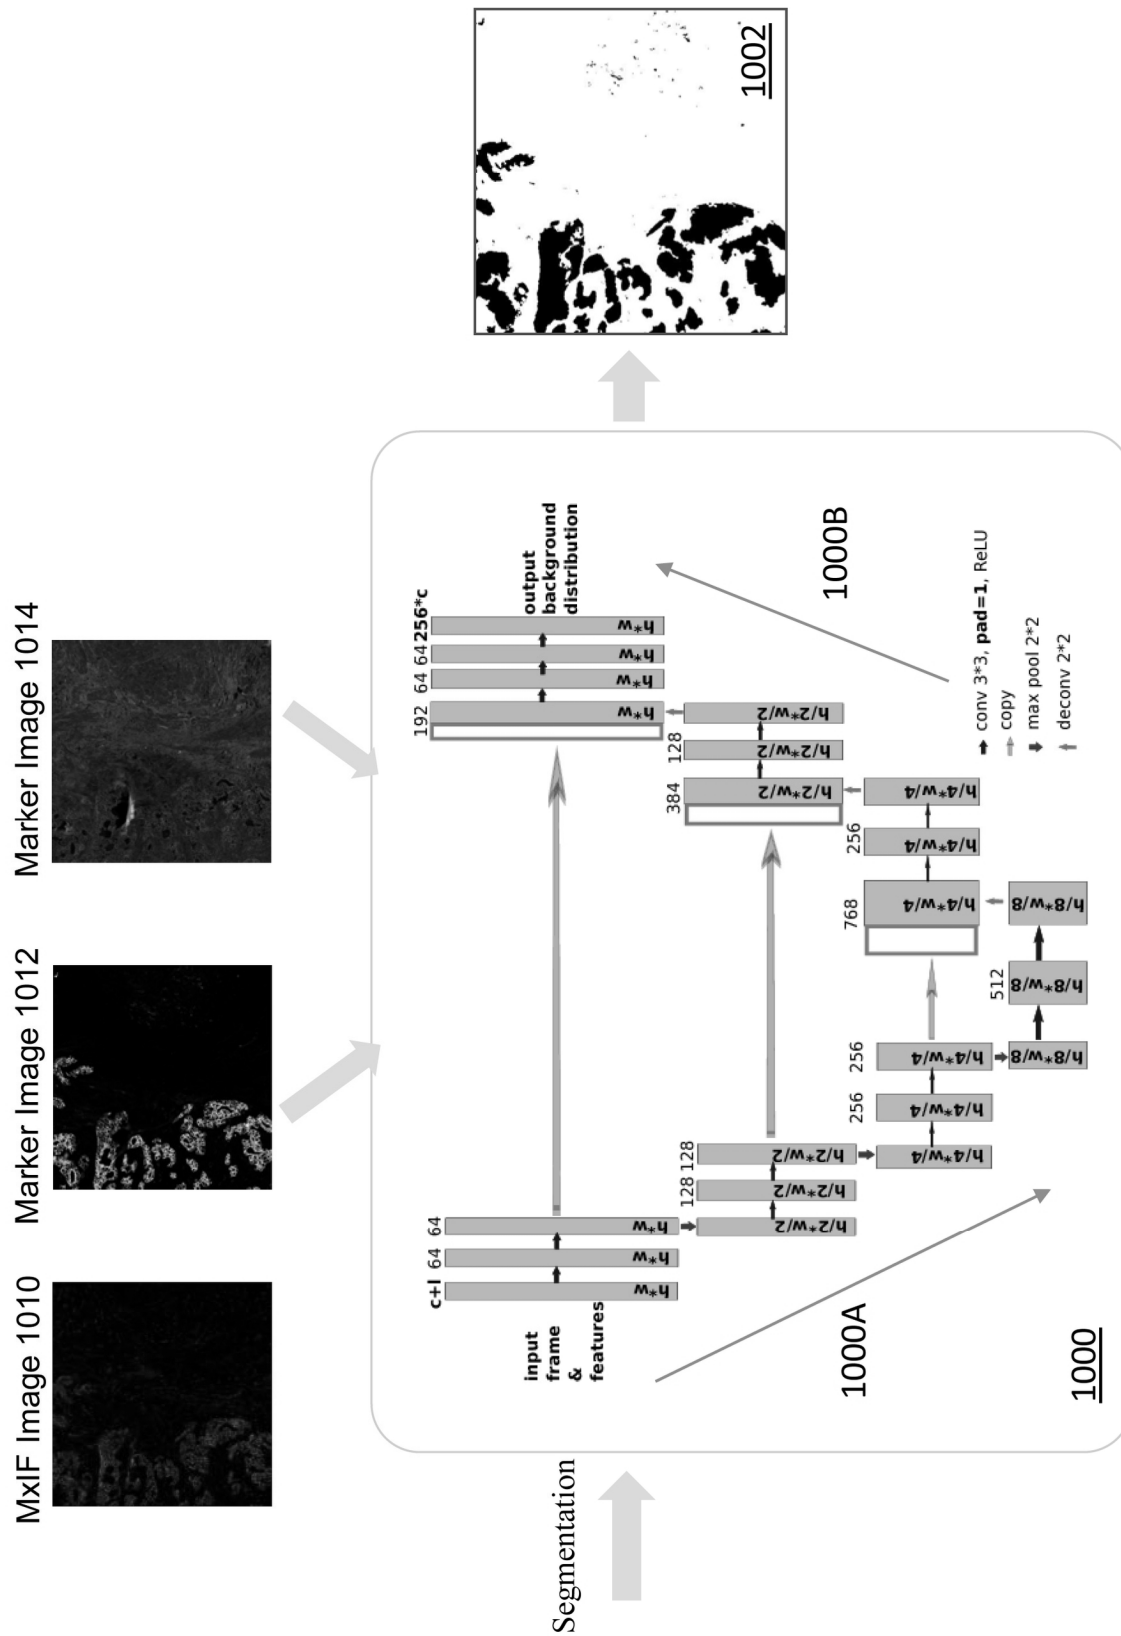 MxIF Image 1010
Marker Image 1012
Marker Image 1014
Segmentation
input
frame
&
features
c+l
64
64
h*w
h*w
h*w
128
128
h/2*w/2
h/2*w/2
h/2*w/2
256
256
h/4*w/4
h/4*w/4
h/4*w/4
512
h/8*w/8
h/8*w/8
h/8*w/8
768
256
h/4*w/4
h/4*w/4
h/4*w/4
384
128
h/2*w/2
h/2*w/2
h/2*w/2
192
64
64
256*c
h*w
h*w
h*w
h*w
output
background
distribution
1000A
1000B
conv 3*3, pad=1, ReLU
copy
max pool 2*2
deconv 2*2
1000
1002